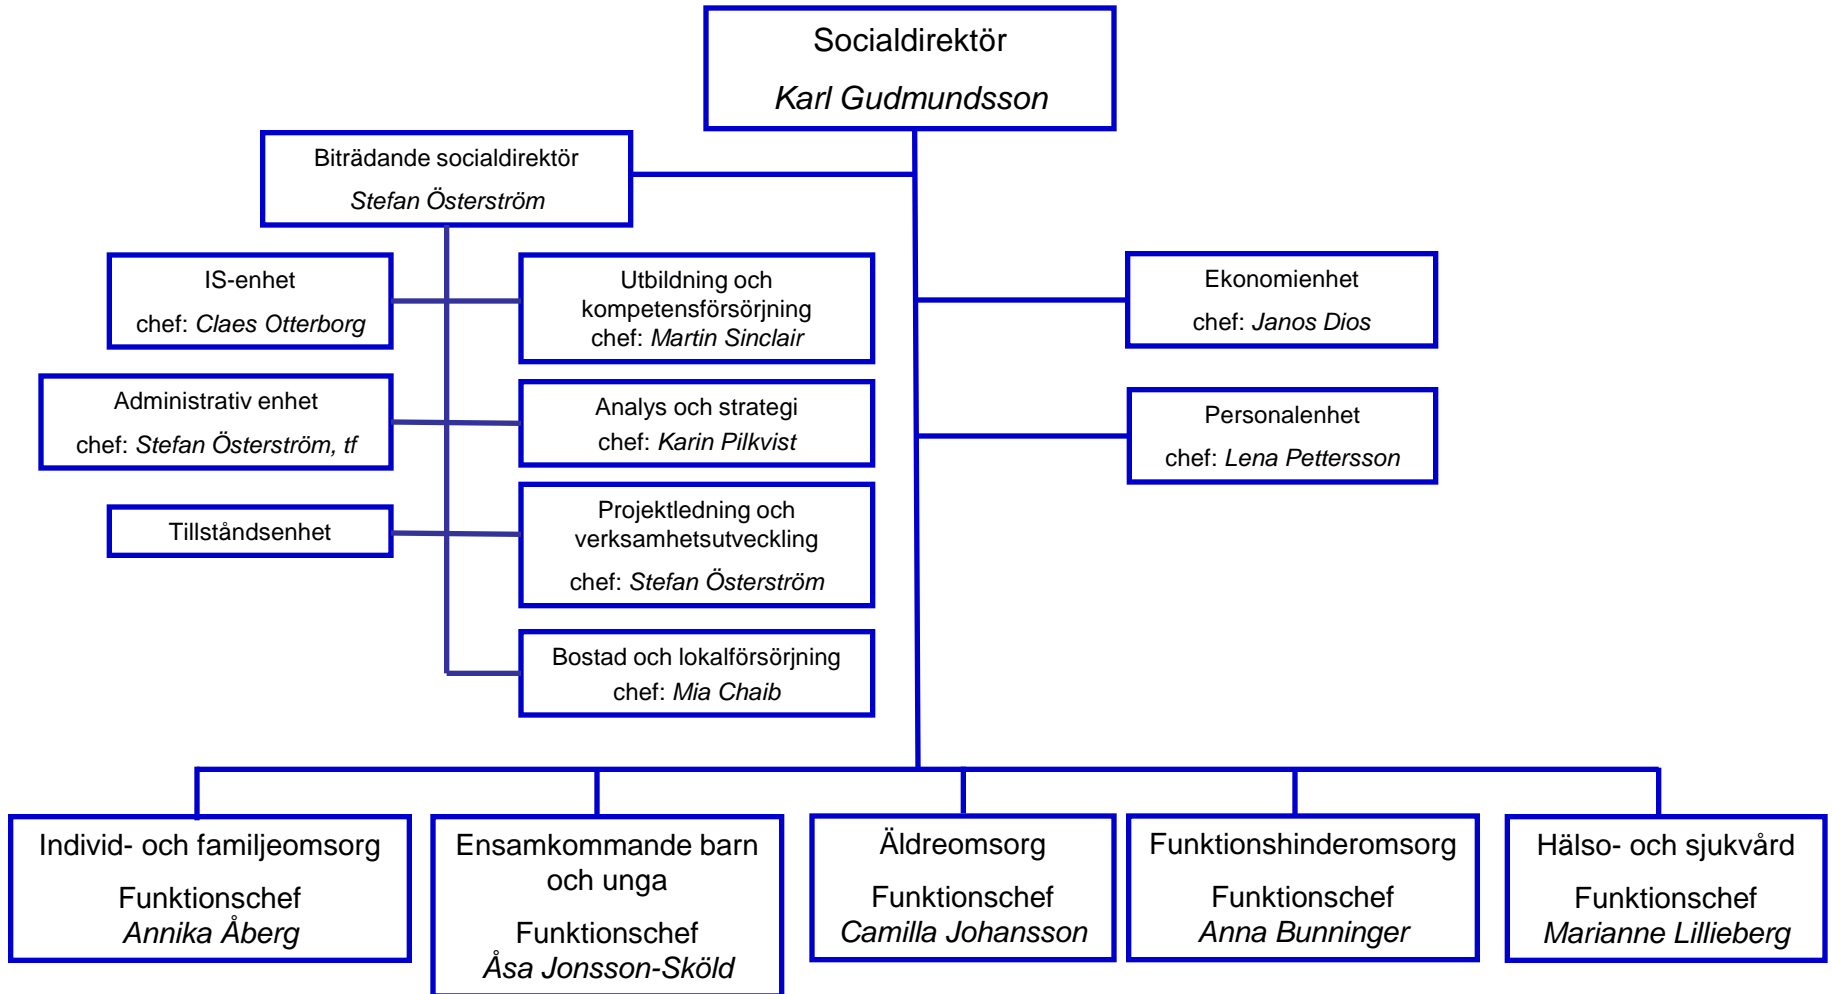 Socialdirektör
Karl Gudmundsson
Biträdande socialdirektör
Stefan Österström
IS-enhet
chef: Claes Otterborg
Utbildning och
kompetensförsörjning
chef: Martin Sinclair
Ekonomienhet
chef: Janos Dios
Administrativ enhet
chef: Stefan Österström, tf
Analys och strategi
chef: Karin Pilkvist
Personalenhet
chef: Lena Pettersson
Tillståndsenhet
Projektledning och
verksamhetsutveckling
chef: Stefan Österström
Bostad och lokalförsörjning
chef: Mia Chaib
Individ- och familjeomsorg
Funktionschef
Annika Åberg
Ensamkommande barn
och unga
Funktionschef
Åsa Jonsson-Sköld
Äldreomsorg
Funktionschef
Camilla Johansson
Funktionshinderomsorg
Funktionschef
Anna Bunninger
Hälso- och sjukvård
Funktionschef
Marianne Lillieberg